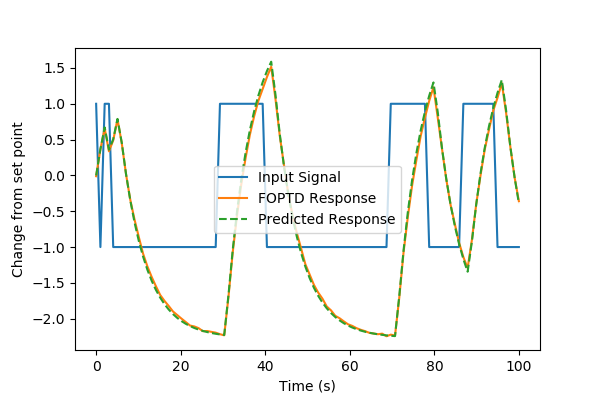 Change from set point
1.5
1.0
0.5
0.0
−0.5
−1.0
−1.5
−2.0
Input Signal
FOPTD Response
Predicted Response
0 20 40 60 80 100
Time (s)